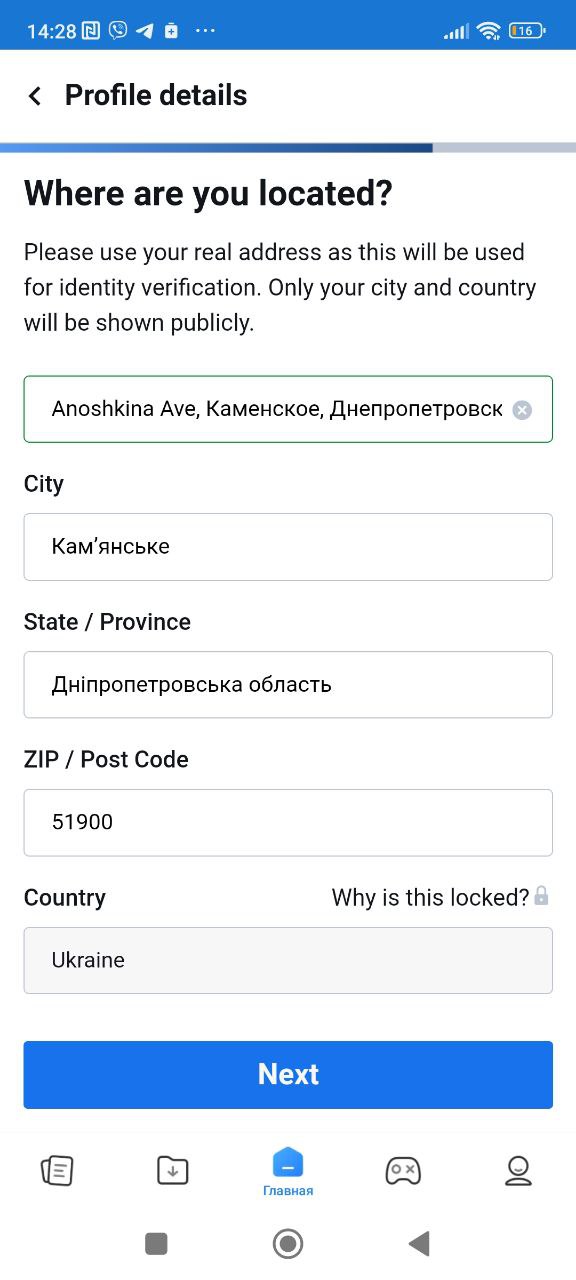 14:28
16
Profile details
Where are you located?
Please use your real address as this will be used
for identity verification. Only your city and country
will be shown publicly.
Anoshkina Ave, Каменское, Днепропетровск
City
Кам’янське
State / Province
Дніпропетровська область
ZIP / Post Code
51900
Country
Why is this locked?
Ukraine
Next
Главная